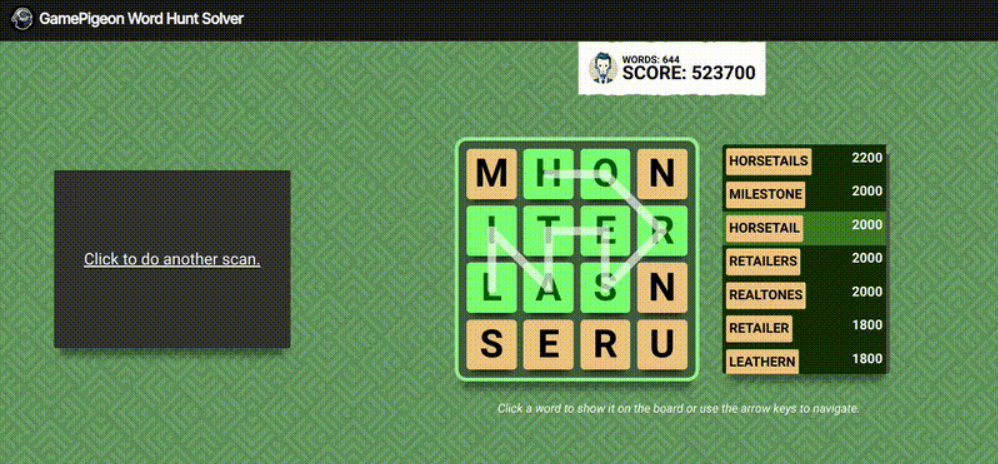 GamePigeon Word Hunt Solver
WORDS: 644
SCORE: 523700
Click to do another scan.
M H O N
I T E R
L A S N
S E R U
HORSETAILS 2200
MILESTONE 2000
HORSETAIL 2000
RETAILERS 2000
REALTONES 2000
RETAILER 1800
LEATHERN 1800
Click a word to show it on the board or use the arrow keys to navigate.